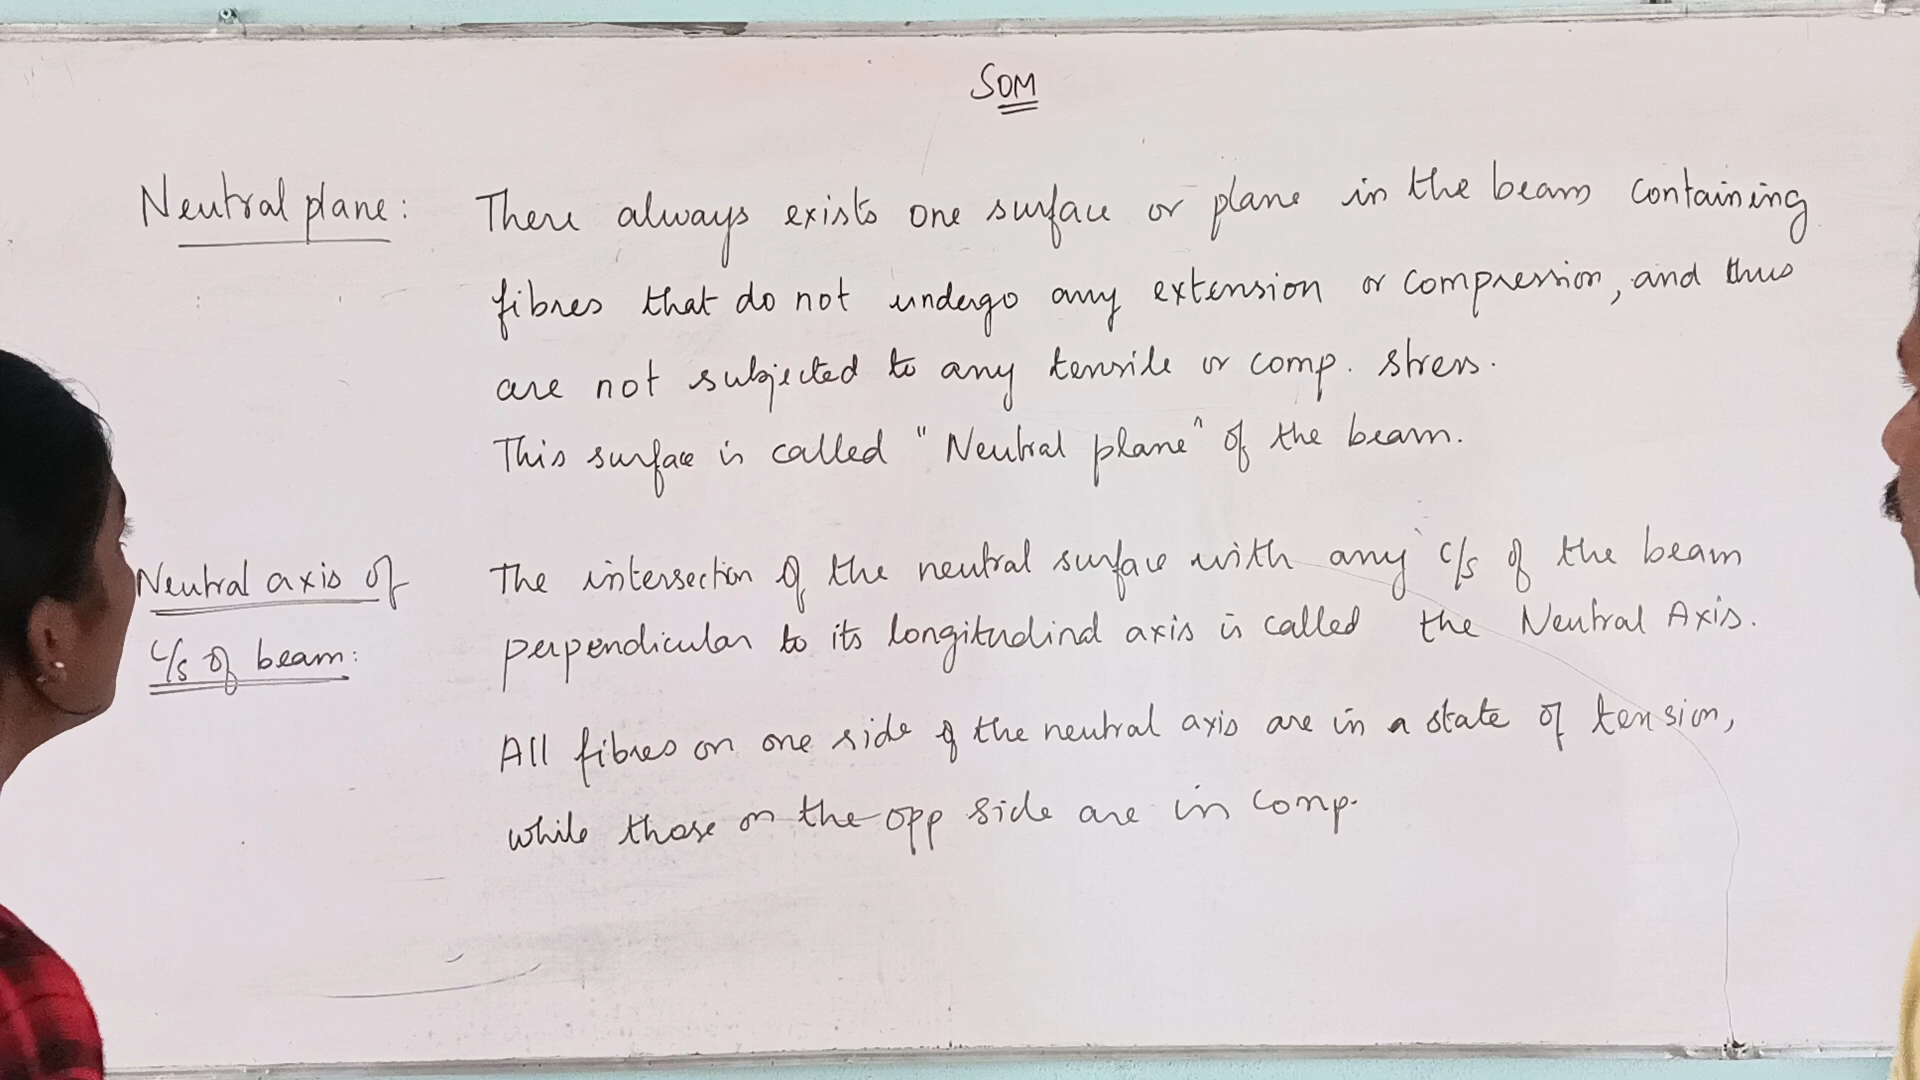 SOM
Neutral plane: There always exists one surface or plane in the beam containing
fibres that do not undergo any extension or compression, and thus
are not subjected to any tensile or comp. stress.
This surface is called "Neutral plane" of the beam.
Neutral axis of The intersection of the neutral surface with any c/s of the beam
c/s of beam: perpendicular to its longitudinal axis is called the Neutral Axis.
All fibres on one side of the neutral axis are in a state of tension,
while those on the opp side are in comp.